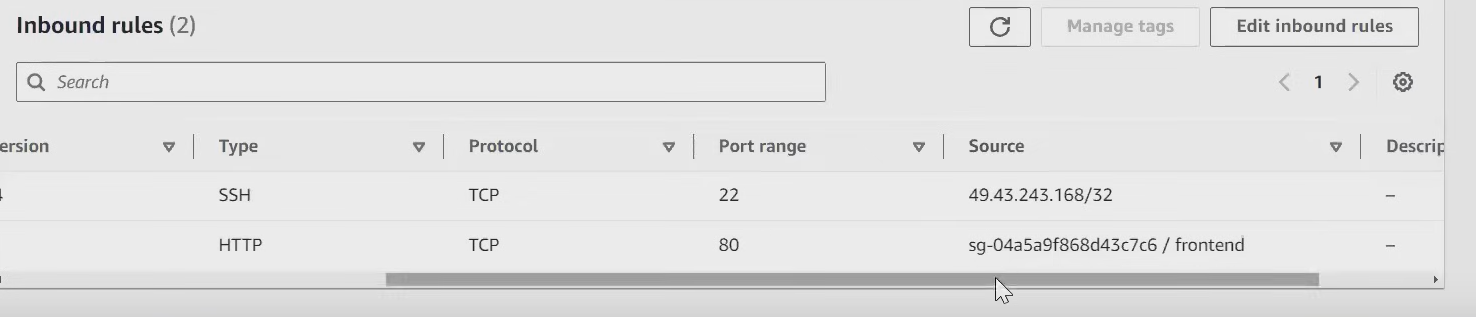 Inbound rules (2)
Manage tags
Edit inbound rules
Search
1
ersion Type Protocol Port range Source Descrip
4 SSH TCP 22 49.43.243.168/32 –
HTTP TCP 80 sg-04a5a9f868d43c7c6 / frontend –